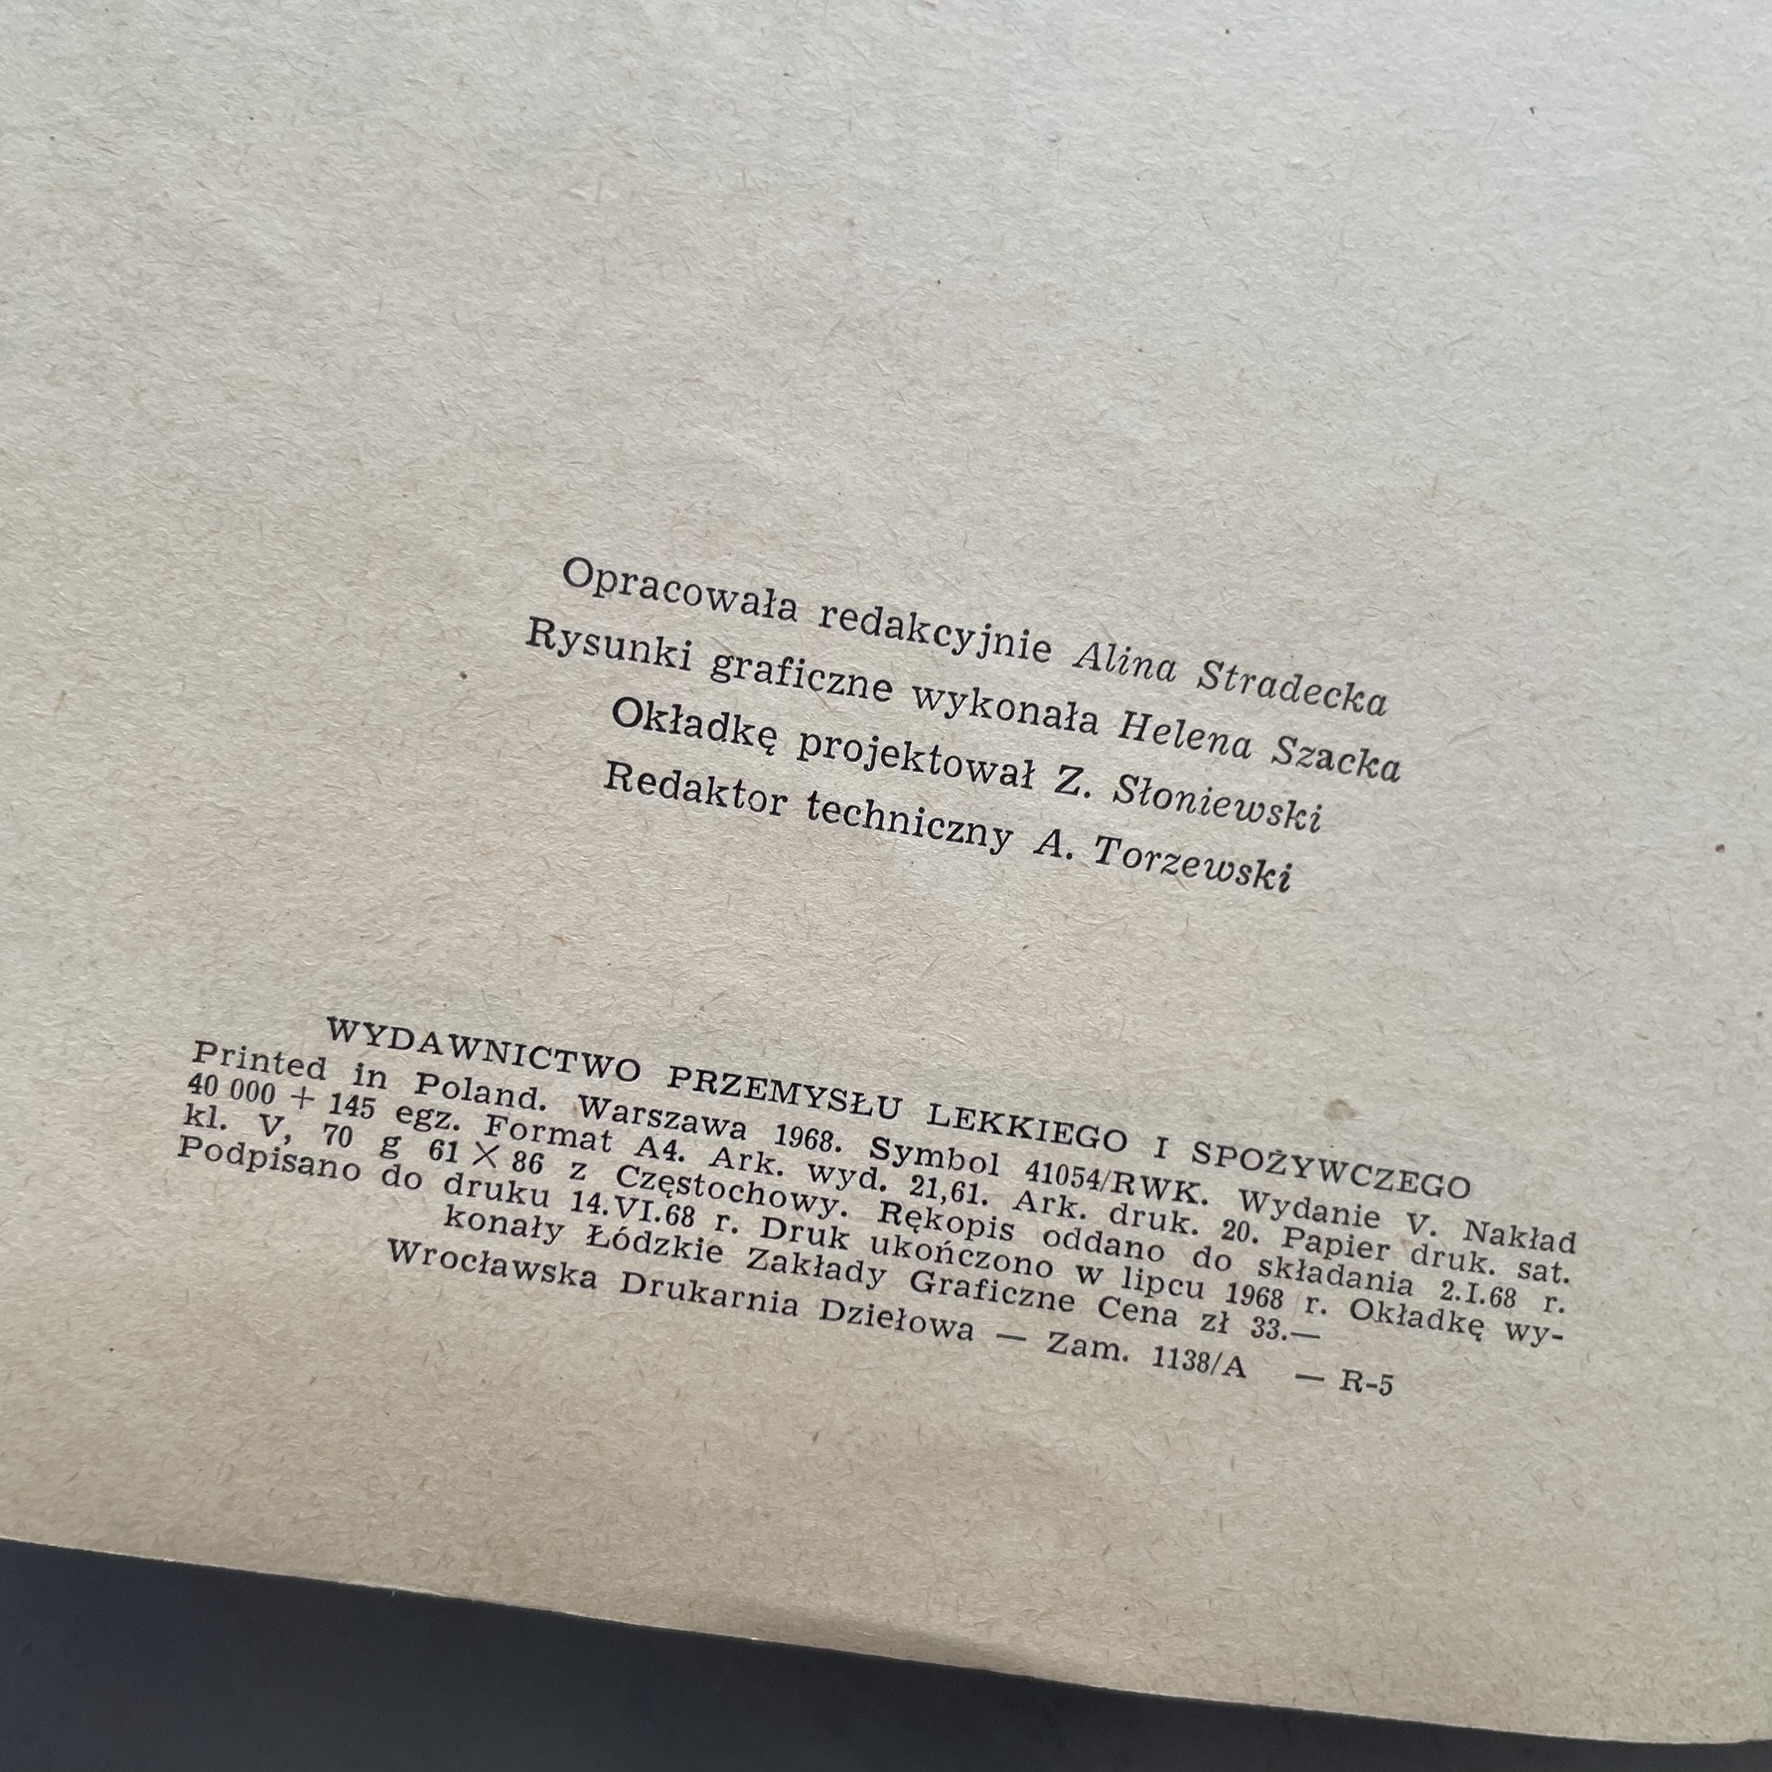 Opracowała redakcyjnie Alina Stradecka
Rysunki graficzne wykonała Helena Szacka
Okładkę projektował Z. Słoniewski
Redaktor techniczny A. Torzewski
WYDAWNICTWO PRZEMYSŁU LEKKIEGO I SPOŻYWCZEGO
Printed in Poland. Warszawa 1968. Symbol 41054/RWK. Wydanie V. Nakład
40 000 + 145 egz. Format A4. Ark. wyd. 21,61. Ark. druk. 20. Papier druk. sat.
kl. V, 70 g 61 × 86 z Częstochowy. Rękopis oddano do składania 2.I.68 r.
Podpisano do druku 14.VI.68 r. Druk ukończono w lipcu 1968 r. Okładkę wy-
konały Łódzkie Zakłady Graficzne Cena zł 33.—
Wrocławska Drukarnia Dziełowa — Zam. 1138/A — R-5